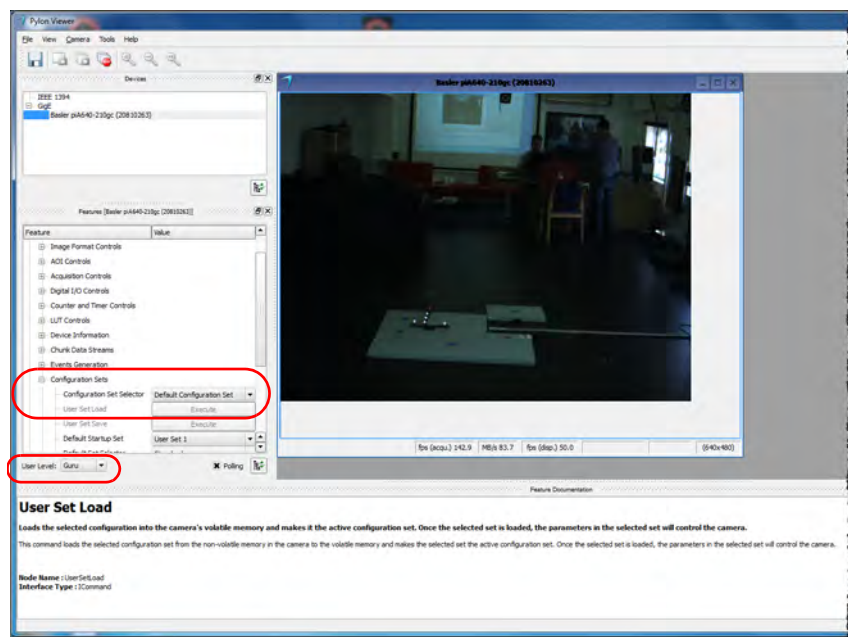 Pylon Viewer
File View Camera Tools Help
Devices
IEEE 1394
GigE
Basler piA640-210gc (20810263)
Features [Basler piA640-210gc (20810263)]
Feature Value
Image Format Controls
AOI Controls
Acquisition Controls
Digital I/O Controls
Counter and Timer Controls
LUT Controls
Device Information
Chunk Data Streams
Events Generation
Configuration Sets
Configuration Set Selector Default Configuration Set
User Set Load Execute
User Set Save Execute
Default Startup Set User Set 1
Default Set Selector
User Level: Guru Polling
Basler piA640-210gc (20810263)
fps (acqu.) 142.9 MB/s 83.7 fps (disp.) 50.0 (640x480)
Feature Documentation
User Set Load
Loads the selected configuration into the camera's volatile memory and makes it the active configuration set. Once the selected set is loaded, the parameters in the selected set will control the camera.
This command loads the selected configuration set from the non-volatile memory in the camera to the volatile memory and makes the selected set the active configuration set. Once the selected set is loaded, the parameters in the selected set will control the camera.
Node Name : UserSetLoad
Interface Type : ICommand